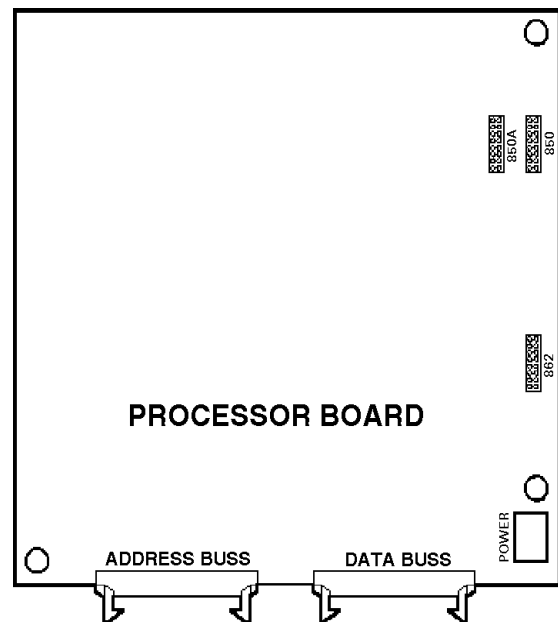 850A
850
862
PROCESSOR BOARD
POWER
ADDRESS BUSS
DATA BUSS